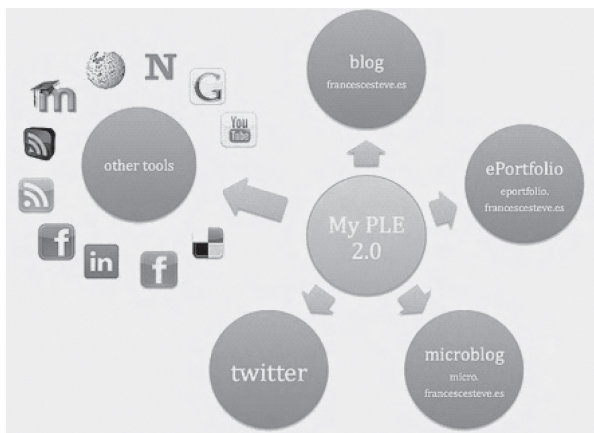 blog
francescesteve.es
N
G
You
Tube
m
other tools
ePortfolio
eportfolio.
francescesteve.es
My PLE
2.0
f
in
f
twitter
microblog
micro.
francescesteve.es